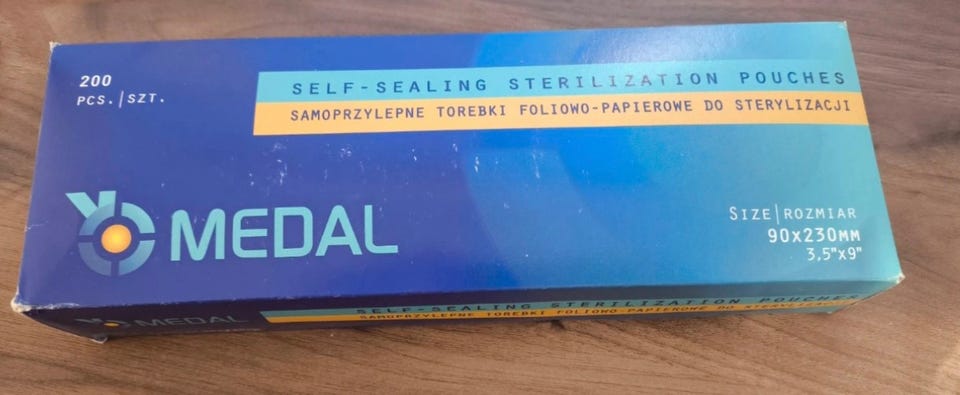 200
PCS.|SZT.
SELF-SEALING STERILIZATION POUCHES
SAMOPRZYLEPNE TOREBKI FOLIOWO-PAPIEROWE DO STERYLIZACJI
MEDAL
SIZE|ROZMIAR
90x230MM
3,5"x9"
SELF-SEALING STERILIZATION POUCHES
SAMOPRZYLEPNE TOREBKI FOLIOWO-PAPIEROWE DO STERYLIZACJI
MEDAL